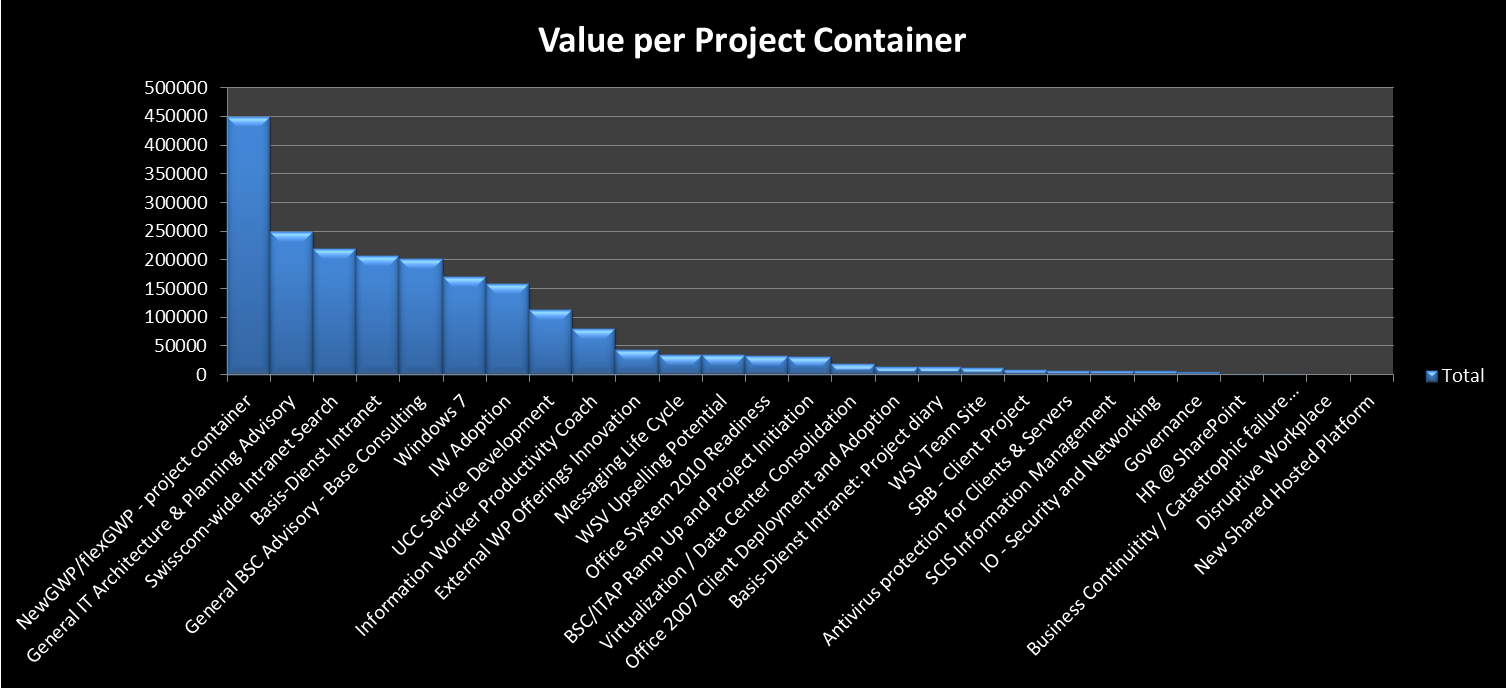 Value per Project Container
500000
450000
400000
350000
300000
250000
200000
150000
100000
50000
0
NewGWP/flexGWP - project container
General IT Architecture & Planning Advisory
Swisscom-wide Intranet Search
Basis-Dienst Intranet
General BSC Advisory - Base Consulting
Windows 7
IW Adoption
UCC Service Development
Information Worker Productivity Coach
External WP Offerings Innovation
Messaging Life Cycle
WSV Upselling Potential
Office System 2010 Readiness
BSC/ITAP Ramp Up and Project Initiation
Virtualization / Data Center Consolidation
Office 2007 Client Deployment and Adoption
Basis-Dienst Intranet: Project diary
WSV Team Site
SBB - Client Project
Antivirus protection for Clients & Servers
SCIS Information Management
IO - Security and Networking
Governance
HR @ SharePoint
Business Continuitity / Catastrophic failure...
Disruptive Workplace
New Shared Hosted Platform
Total